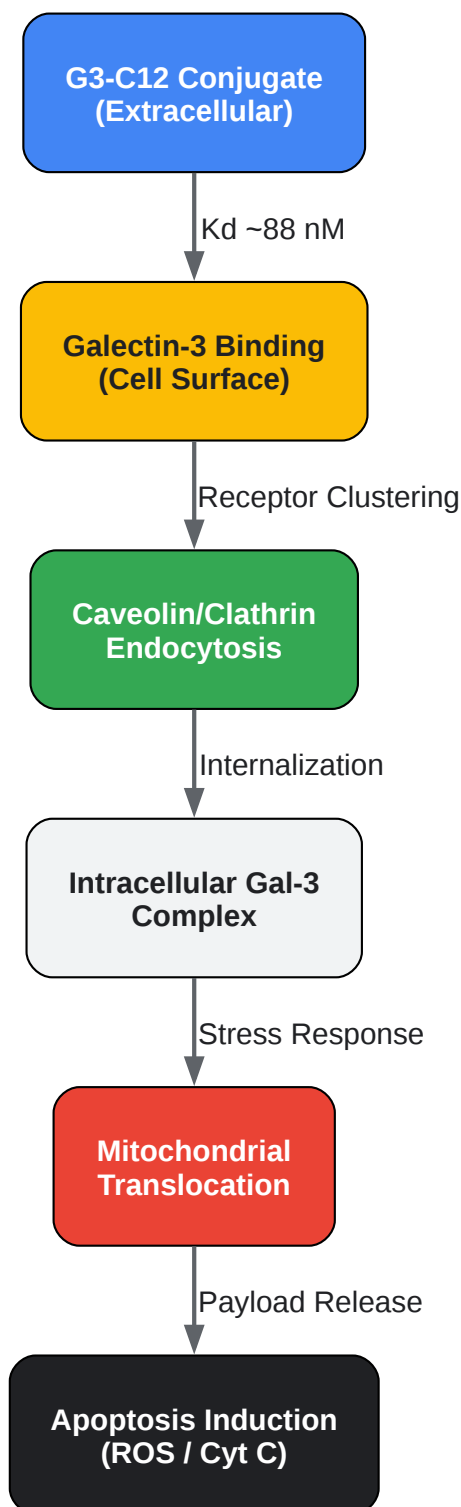 G3-C12 Conjugate
(Extracellular)
Kd ~88 nM
Galectin-3 Binding
(Cell Surface)
Receptor Clustering
Caveolin/Clathrin
Endocytosis
Internalization
Intracellular Gal-3
Complex
Stress Response
Mitochondrial
Translocation
Payload Release
Apoptosis Induction
(ROS / Cyt C)